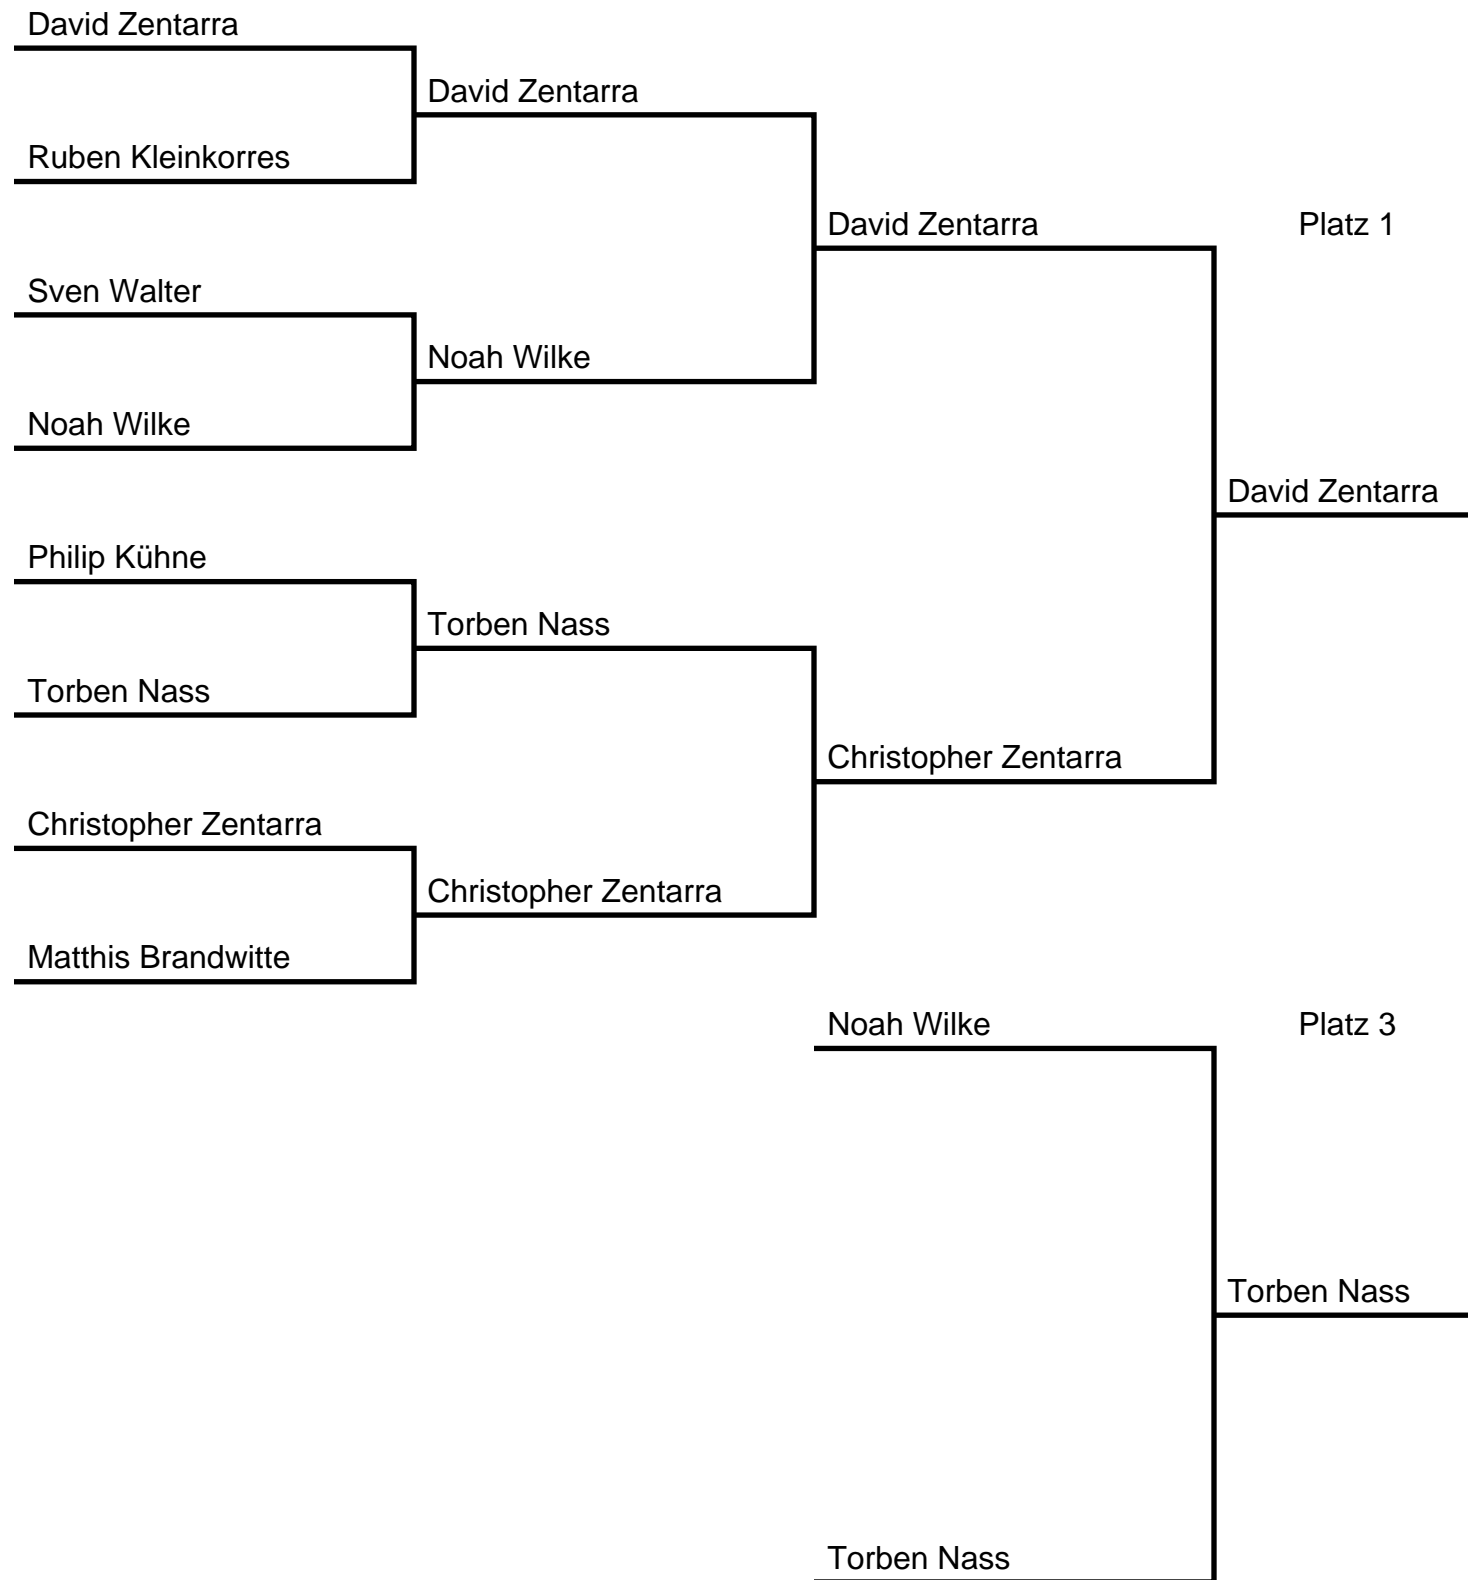 David Zentarra
David Zentarra
Ruben Kleinkorres
David Zentarra Platz 1
Sven Walter
Noah Wilke
Noah Wilke
David Zentarra
Philip Kühne
Torben Nass
Torben Nass
Christopher Zentarra
Christopher Zentarra
Christopher Zentarra
Matthis Brandwitte
Noah Wilke Platz 3
Torben Nass
Torben Nass